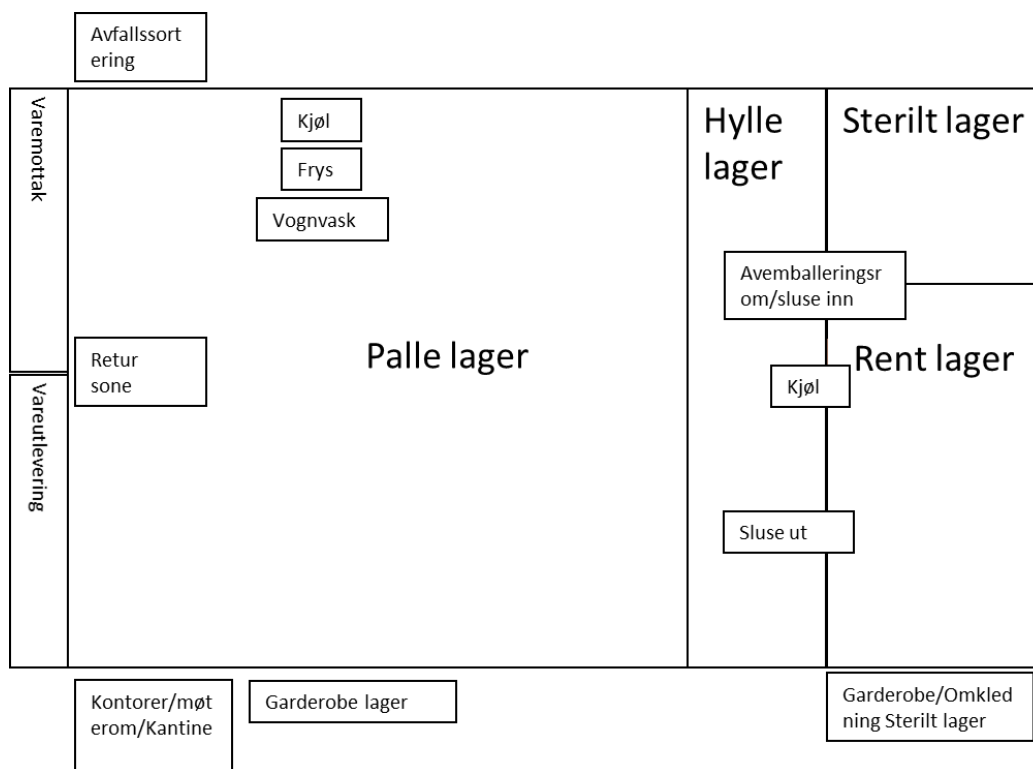 Avfallssort
ering
Varemottak
Kjøl
Frys
Vognvask
Hylle
lager
Sterilt lager
Avemballeringsr
om/sluse inn
Retur
sone
Palle lager
Rent lager
Kjøl
Vareutlevering
Sluse ut
Kontorer/møt
erom/Kantine
Garderobe lager
Garderobe/Omkled
ning Sterilt lager